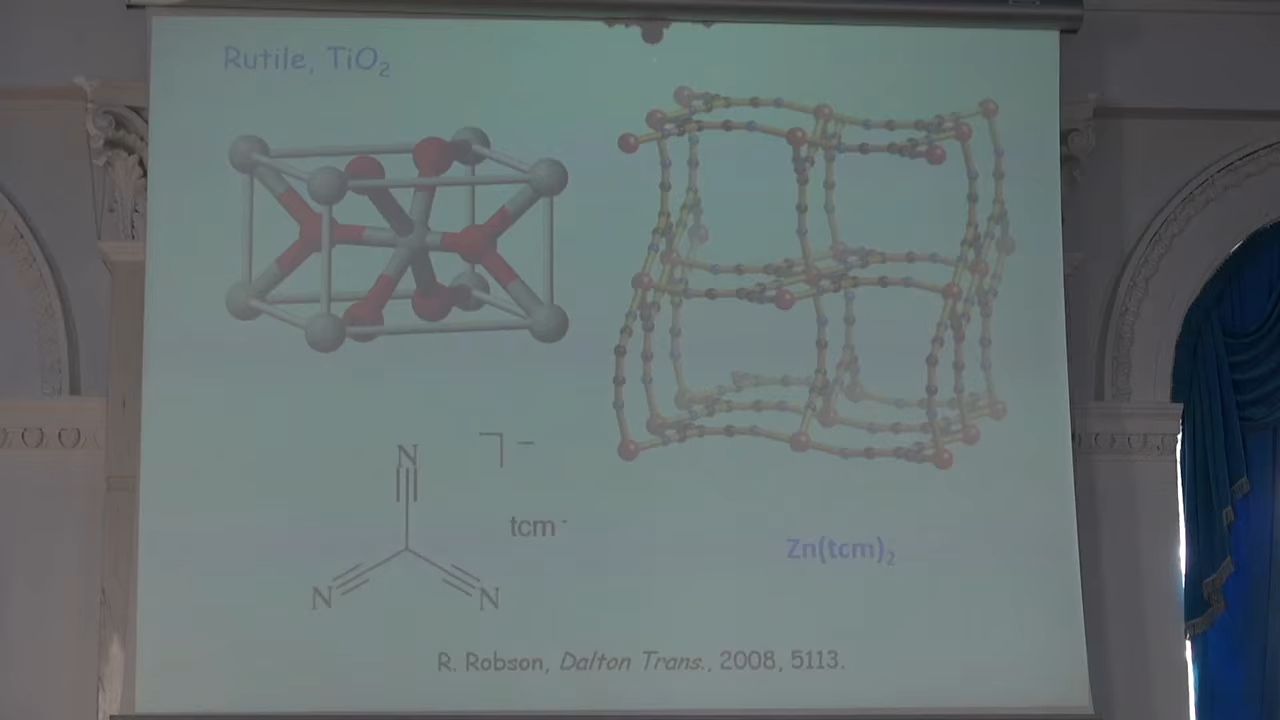 Rutile, TiO₂
N
N
N
−
tcm⁻
Zn(tcm)₂
R. Robson, Dalton Trans., 2008, 5113.